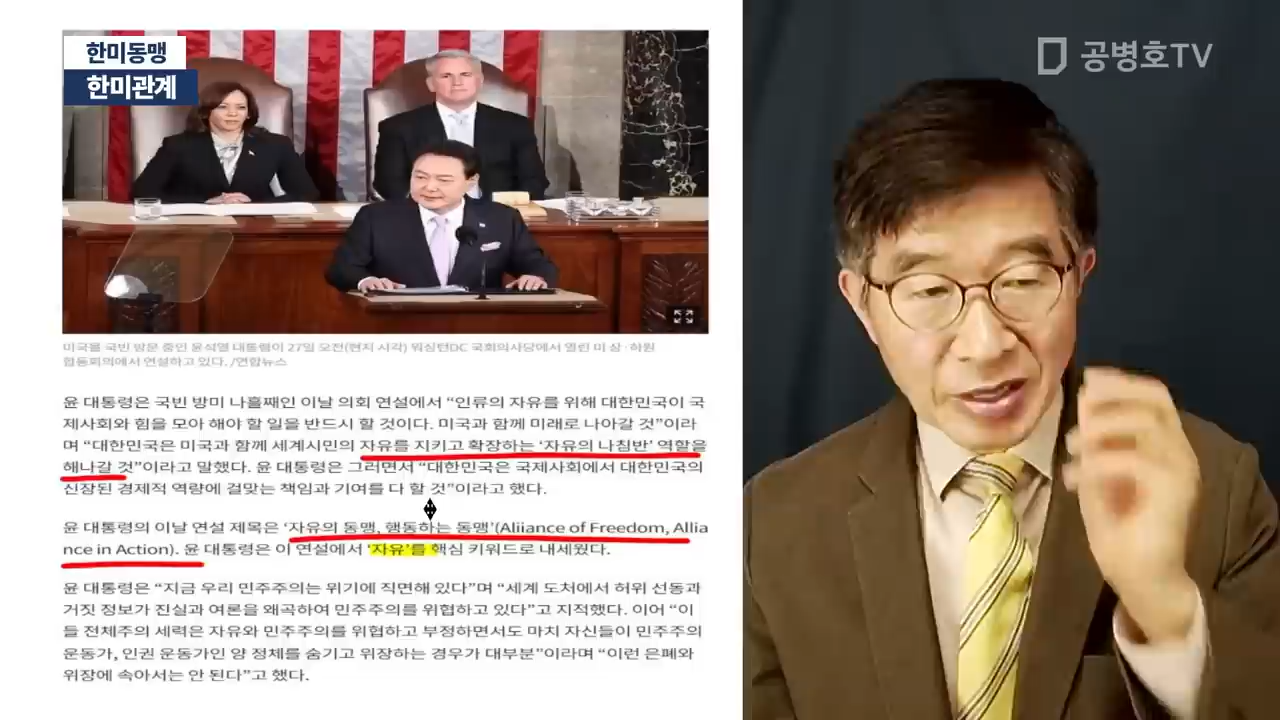 한미동맹
한미관계
공병호TV
미국을 국빈 방문 중인 윤석열 대통령이 27일 오전(현지 시각) 워싱턴DC 국회의사당에서 열린 미 상·하원
합동회의에서 연설하고 있다. /연합뉴스
윤 대통령은 국빈 방미 나흘째인 이날 의회 연설에서 “인류의 자유를 위해 대한민국이 국
제사회와 힘을 모아 해야 할 일을 반드시 할 것이다. 미국과 함께 미래로 나아갈 것”이라
며 “대한민국은 미국과 함께 세계시민의 자유를 지키고 확장하는 ‘자유의 나침반’ 역할을
해나갈 것”이라고 말했다. 윤 대통령은 그러면서 “대한민국은 국제사회에서 대한민국의
신장된 경제적 역량에 걸맞는 책임과 기여를 다 할 것”이라고 했다.
윤 대통령의 이날 연설 제목은 ‘자유의 동맹, 행동하는 동맹’(Aliiance of Freedom, Allia
nce in Action). 윤 대통령은 이 연설에서 ‘자유’를 핵심 키워드로 내세웠다.
윤 대통령은 “지금 우리 민주주의는 위기에 직면해 있다”며 “세계 도처에서 허위 선동과
거짓 정보가 진실과 여론을 왜곡하여 민주주의를 위협하고 있다”고 지적했다. 이어 “이
들 전체주의 세력은 자유와 민주주의를 위협하고 부정하면서도 마치 자신들이 민주주의
운동가, 인권 운동가인 양 정체를 숨기고 위장하는 경우가 대부분”이라며 “이런 은폐와
위장에 속아서는 안 된다”고 했다.